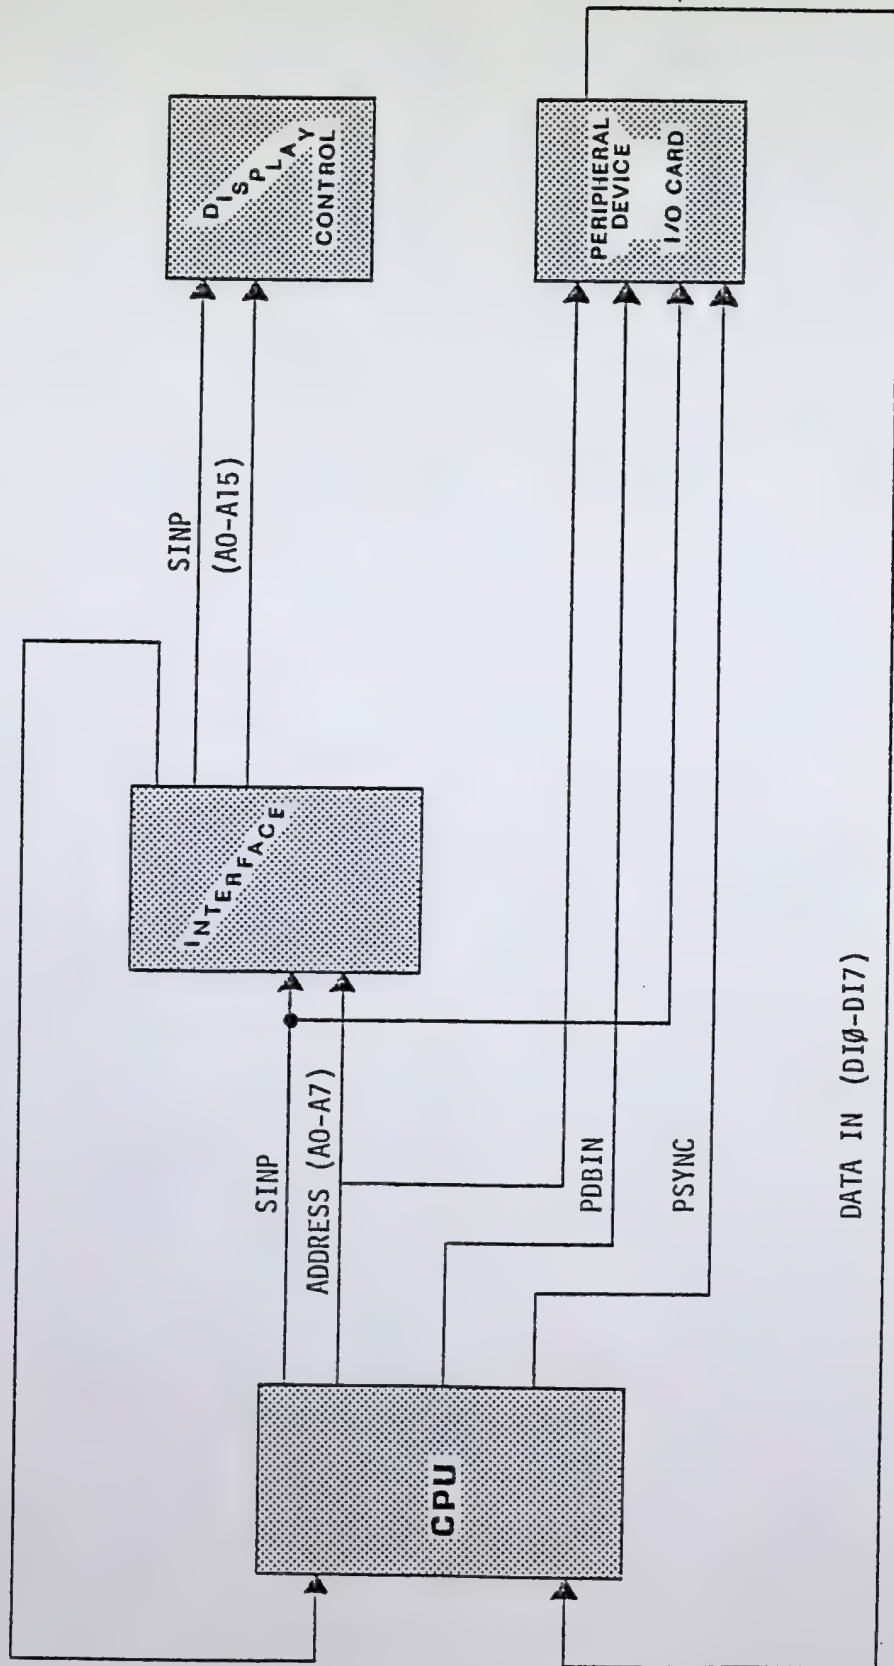 CPU
SINP
ADDRESS (A0-A7)
PDBIN
PSYNC
INTERFACE
SINP
(A0-A15)
DISPLAY
CONTROL
PERIPHERAL
DEVICE
I/O CARD
DATA IN (DIØ-DI7)